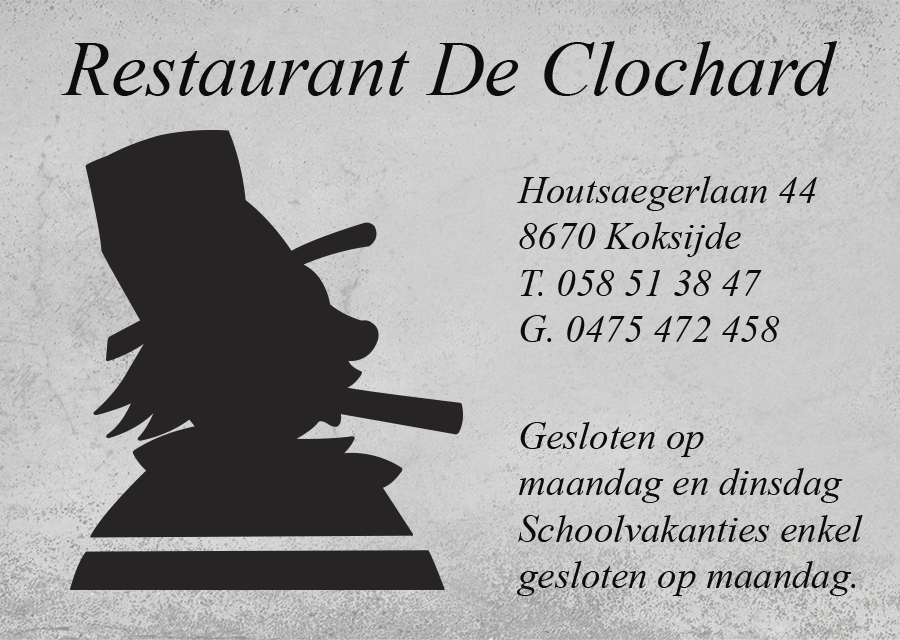 Restaurant De Clochard
Houtsaegerlaan 44
8670 Koksijde
T. 058 51 38 47
G. 0475 472 458
Gesloten op
maandag en dinsdag
Schoolvakanties enkel
gesloten op maandag.